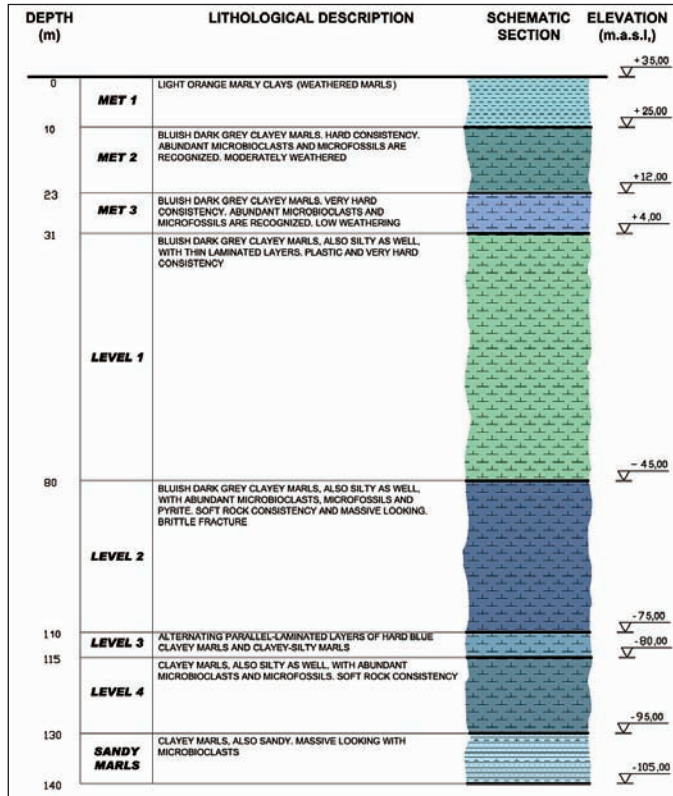 DEPTH
(m)
LITHOLOGICAL DESCRIPTION
SCHEMATIC
SECTION
ELEVATION
(m.a.s.l,)
+35,00
0
MET 1
LIGHT ORANGE MARLY CLAYS (WEATHERED MARLS)
+25,00
10
MET 2
BLUISH DARK GREY CLAYEY MARLS. HARD CONSISTENCY.
ABUNDANT MICROBIOCLASTS AND MICROFOSSILS ARE
RECOGNIZED. MODERATELY WEATHERED
+12,00
23
MET 3
BLUISH DARK GREY CLAYEY MARLS. VERY HARD
CONSISTENCY. ABUNDANT MICROBIOCLASTS AND
MICROFOSSILS ARE RECOGNIZED. LOW WEATHERING
+4,00
31
LEVEL 1
BLUISH DARK GREY CLAYEY MARLS, ALSO SILTY AS WELL,
WITH THIN LAMINATED LAYERS. PLASTIC AND VERY HARD
CONSISTENCY
- 45,00
80
LEVEL 2
BLUISH DARK GREY CLAYEY MARLS, ALSO SILTY AS WELL,
WITH ABUNDANT MICROBIOCLASTS, MICROFOSSILS AND
PYRITE. SOFT ROCK CONSISTENCY AND MASSIVE LOOKING.
BRITTLE FRACTURE
-75,00
110
LEVEL 3
ALTERNATING PARALLEL-LAMINATED LAYERS OF HARD BLUE
CLAYEY MARLS AND CLAYEY-SILTY MARLS
-80,00
115
LEVEL 4
CLAYEY MARLS, ALSO SILTY AS WELL, WITH ABUNDANT
MICROBIOCLASTS AND MICROFOSSILS. SOFT ROCK CONSISTENCY
-95,00
130
SANDY
MARLS
CLAYEY MARLS, ALSO SANDY. MASSIVE LOOKING WITH
MICROBIOCLASTS
-105,00
140